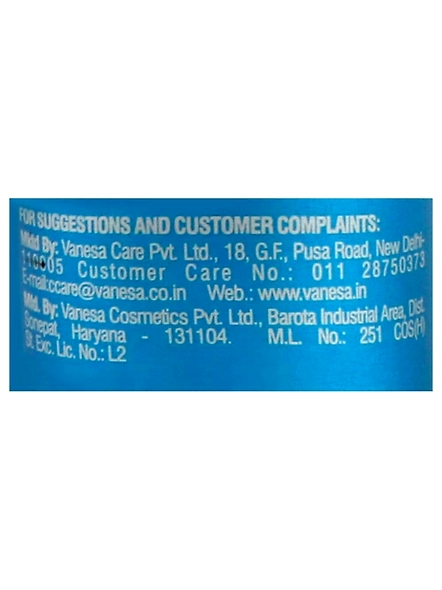 FOR SUGGESTIONS AND CUSTOMER COMPLAINTS:
Mktd By: Vanesa Care Pvt. Ltd., 18, G.F., Pusa Road, New Delhi-
110005 Customer Care No.: 011 28750373
E-mail:ccare@vanesa.co.in Web.: www.vanesa.in
Mfd. By: Vanesa Cosmetics Pvt. Ltd., Barota Industrial Area, Dist.
Sonepat, Haryana - 131104. M.L. No.: 251 COS(H)
St. Exc. Lic. No.: L2